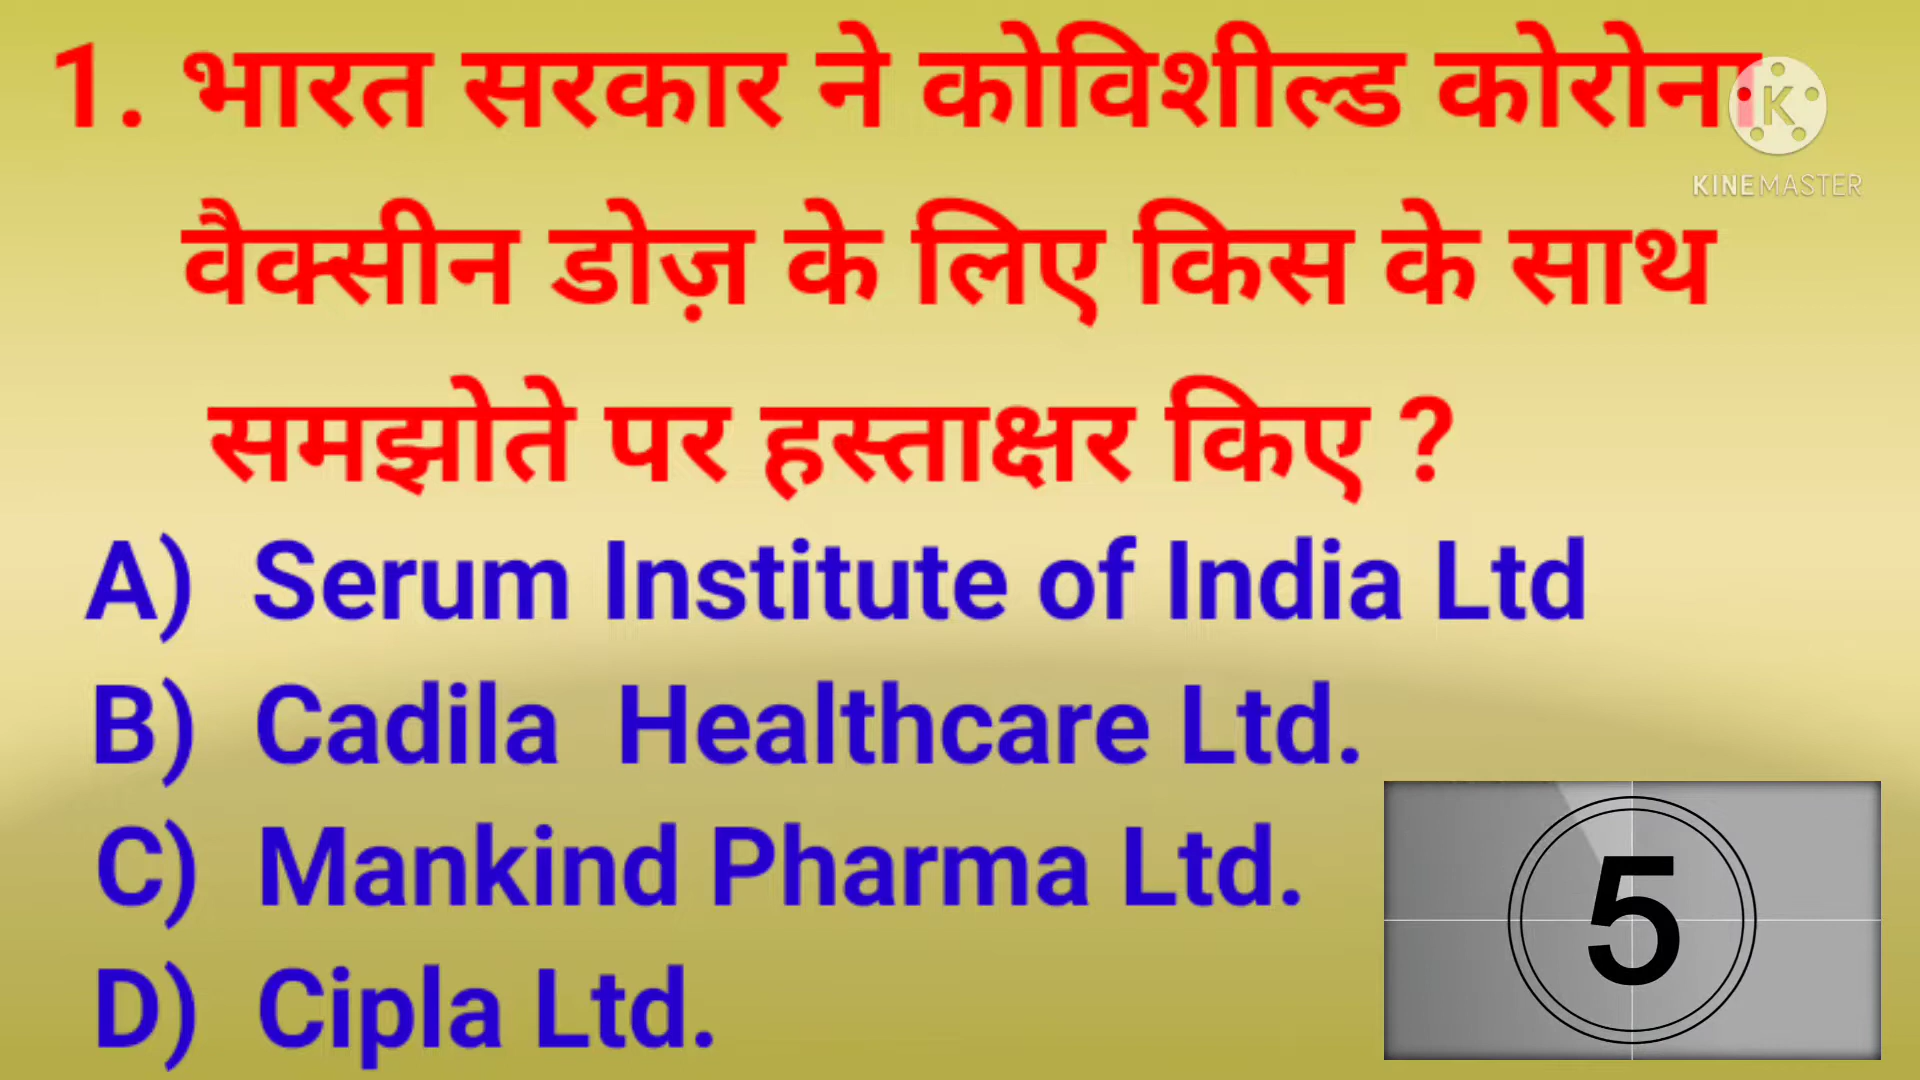 1. भारत सरकार ने कोविशील्ड कोरोना
वैक्सीन डोज़ के लिए किस के साथ
समझोते पर हस्ताक्षर किए ?
A) Serum Institute of India Ltd
B) Cadila Healthcare Ltd.
C) Mankind Pharma Ltd.
D) Cipla Ltd.
K
KINEMASTER
5